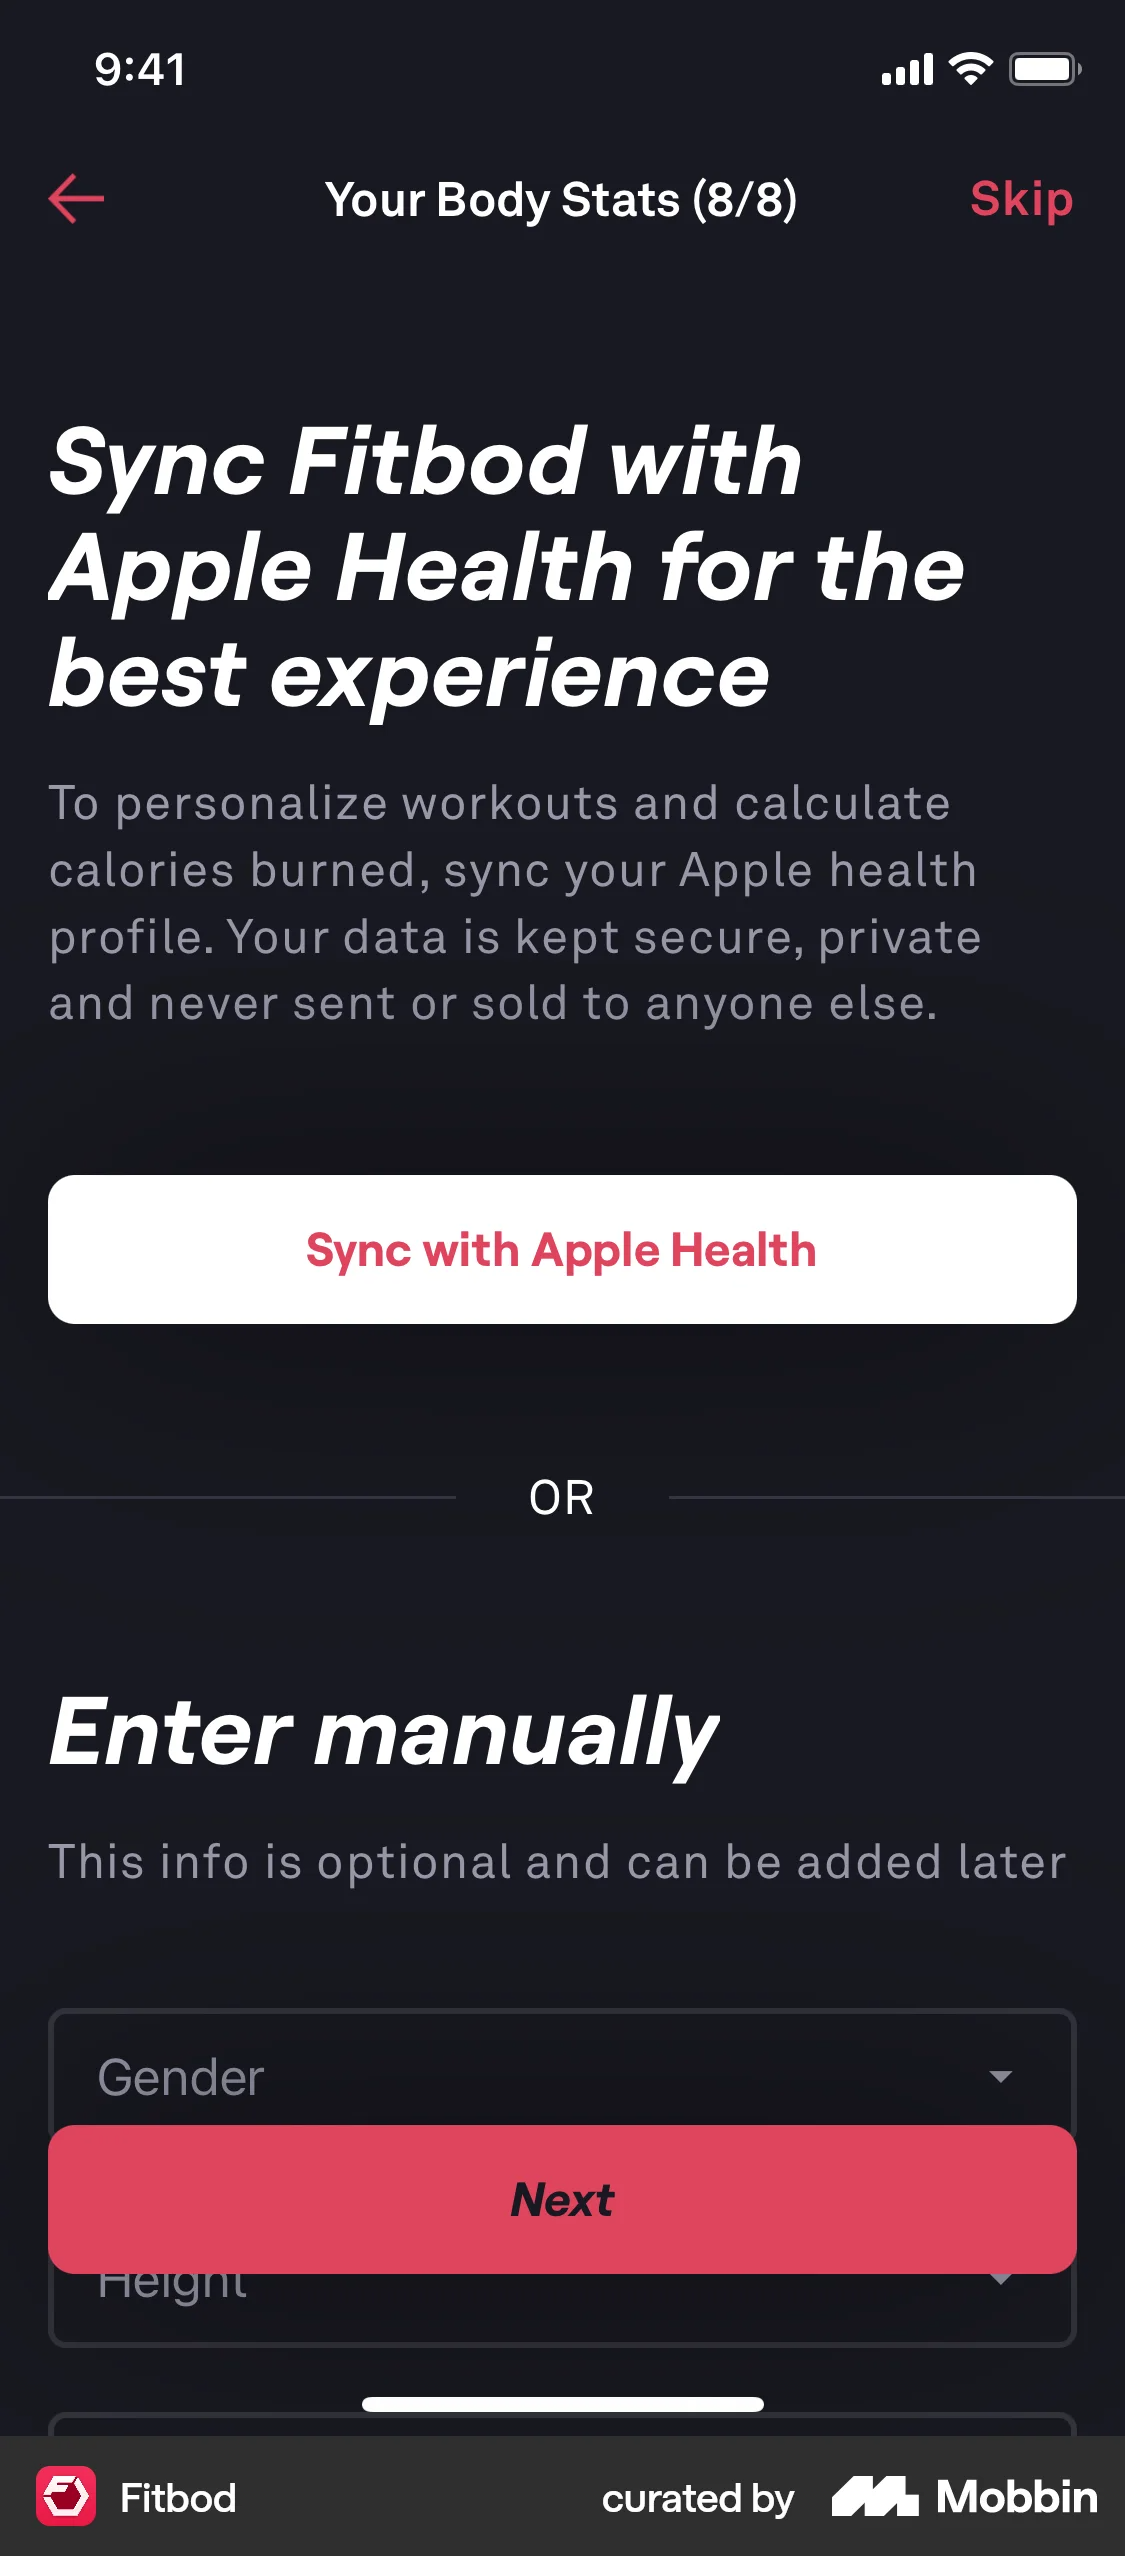 9:41
Your Body Stats (8/8)
Skip
Sync Fitbod with
Apple Health for the
best experience
To personalize workouts and calculate
calories burned, sync your Apple health
profile. Your data is kept secure, private
and never sent or sold to anyone else.
Sync with Apple Health
OR
Enter manually
This info is optional and can be added later
Gender
Next
Height
Fitbod
curated by
Mobbin